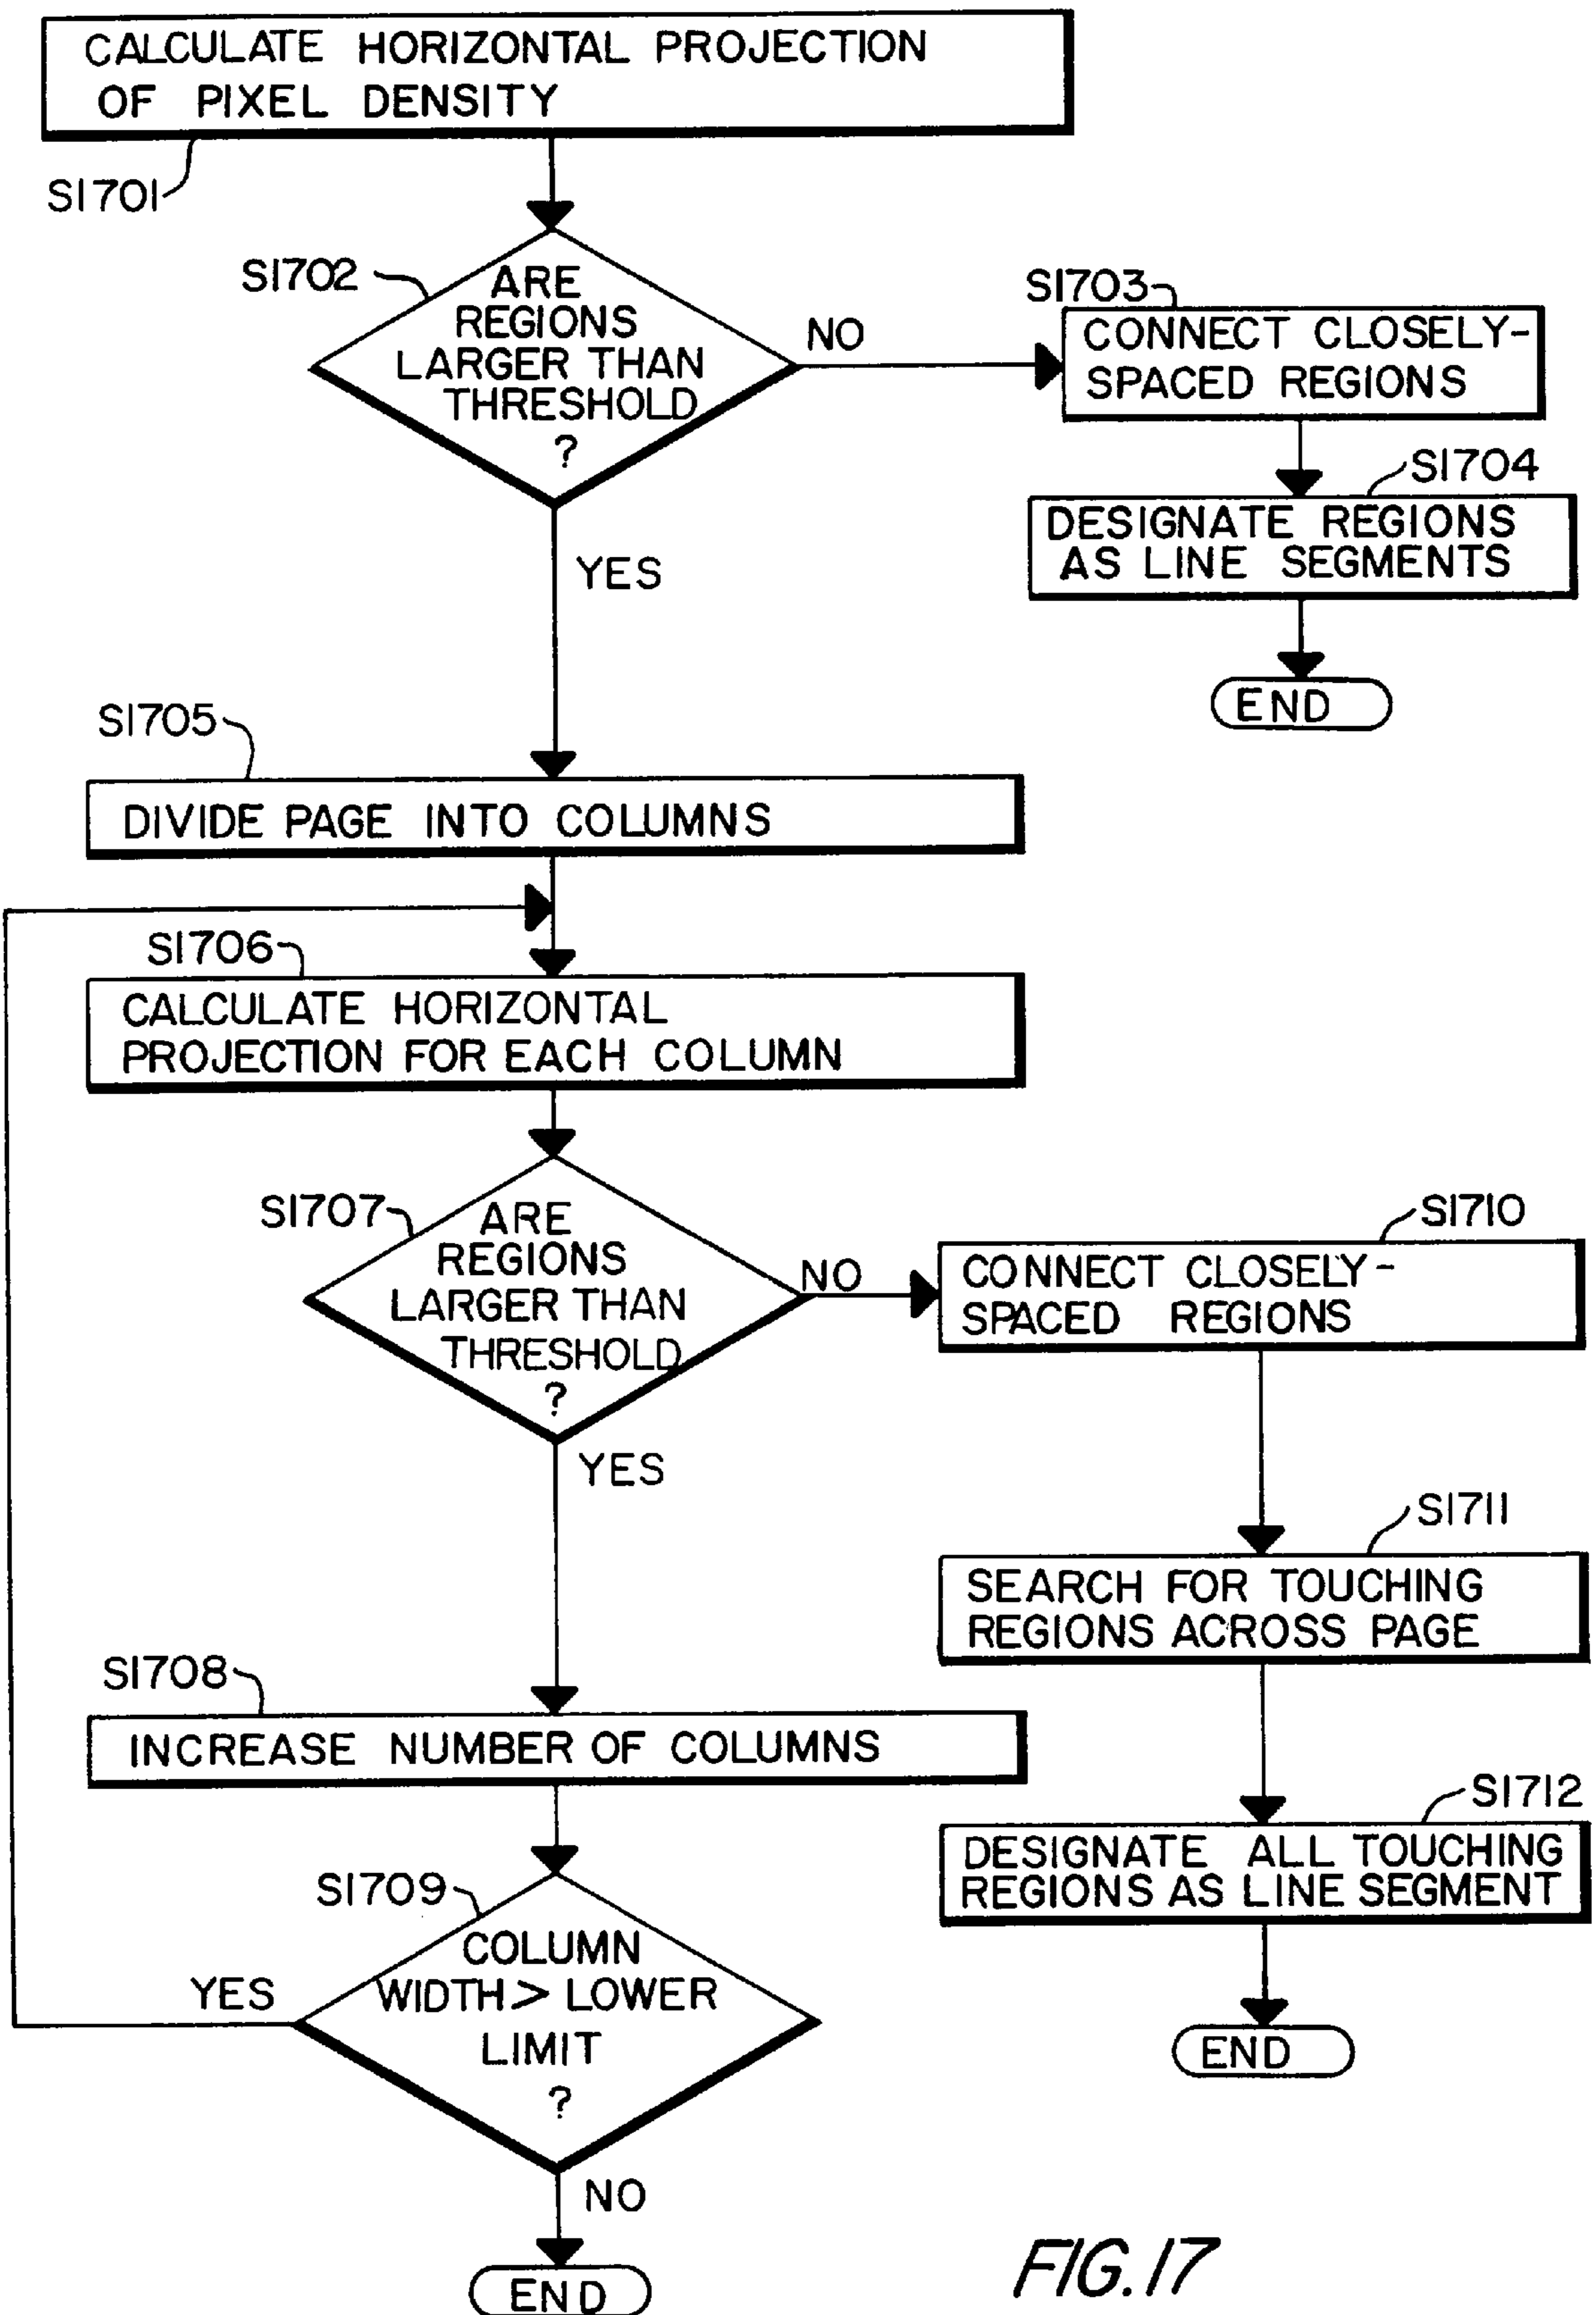 CALCULATE HORIZONTAL PROJECTION
OF PIXEL DENSITY
S1701
S1702
ARE
REGIONS
LARGER THAN
THRESHOLD
?
NO
S1703
CONNECT CLOSELY-
SPACED REGIONS
S1704
DESIGNATE REGIONS
AS LINE SEGMENTS
END
YES
S1705
DIVIDE PAGE INTO COLUMNS
S1706
CALCULATE HORIZONTAL
PROJECTION FOR EACH COLUMN
S1707
ARE
REGIONS
LARGER THAN
THRESHOLD
?
NO
S1710
CONNECT CLOSELY-
SPACED REGIONS
YES
S1711
SEARCH FOR TOUCHING
REGIONS ACROSS PAGE
S1708
INCREASE NUMBER OF COLUMNS
S1712
DESIGNATE ALL TOUCHING
REGIONS AS LINE SEGMENT
END
S1709
COLUMN
WIDTH > LOWER
LIMIT
?
YES
NO
END
FIG. 17